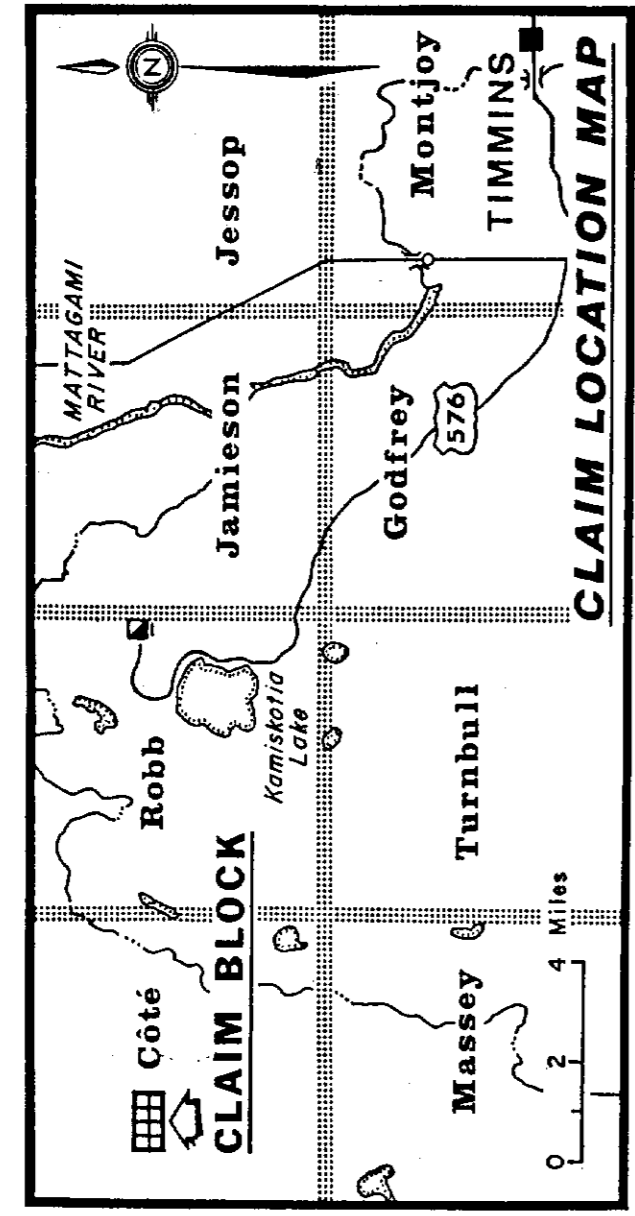 N
MATTAGAMI
RIVER
Jessop
Jamieson
Robb
Côté
CLAIM BLOCK
Kamiskotia
Lake
Montjoy
TIMMINS
Godfrey
576
Turnbull
Massey
0 2 4 Miles
CLAIM LOCATION MAP